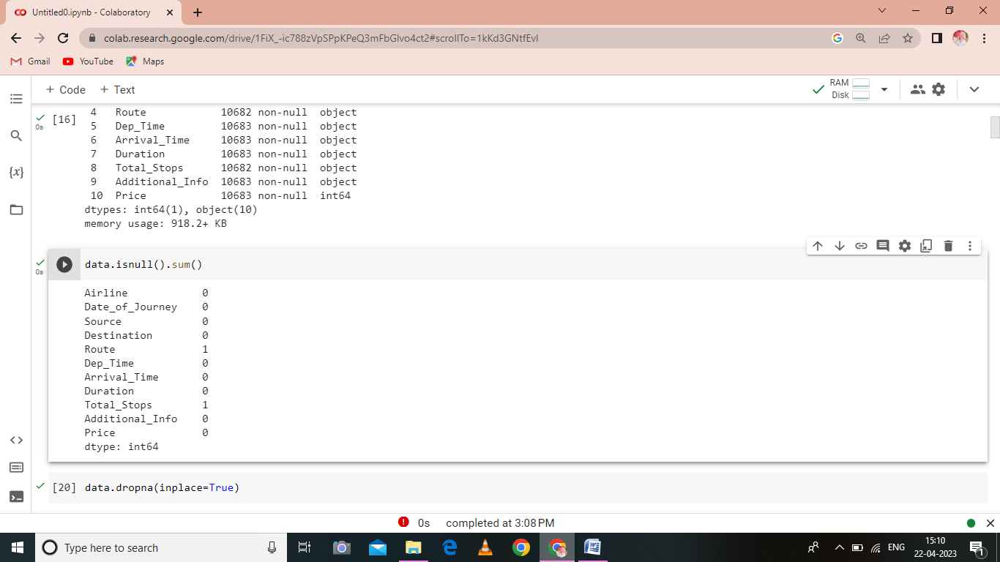 Untitled0.ipynb - Colaboratory
colab.research.google.com/drive/1FiX_-ic788zVpSPpKPeQ3mFbGlvo4ct2#scrollTo=1kKd3GNtfEvl
Gmail YouTube Maps
+ Code + Text
RAM
Disk
[16] 4 Route 10682 non-null object
0s 5 Dep_Time 10683 non-null object
6 Arrival_Time 10683 non-null object
7 Duration 10683 non-null object
8 Total_Stops 10682 non-null object
9 Additional_Info 10683 non-null object
10 Price 10683 non-null int64
dtypes: int64(1), object(10)
memory usage: 918.2+ KB
data.isnull().sum()
0s
Airline 0
Date_of_Journey 0
Source 0
Destination 0
Route 1
Dep_Time 0
Arrival_Time 0
Duration 0
Total_Stops 1
Additional_Info 0
Price 0
dtype: int64
[20] data.dropna(inplace=True)
0s completed at 3:08 PM
Type here to search
ENG
15:10
22-04-2023
1